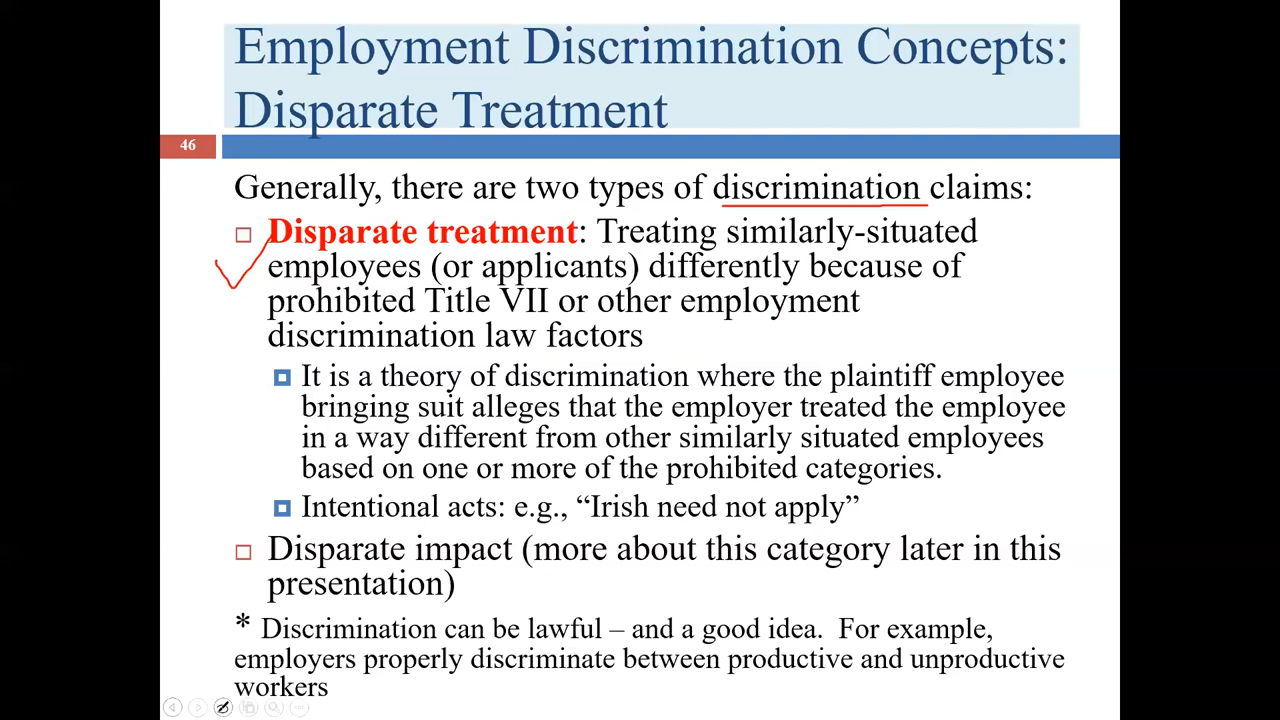 Employment Discrimination Concepts:
Disparate Treatment
46
Generally, there are two types of discrimination claims:
Disparate treatment: Treating similarly-situated
employees (or applicants) differently because of
prohibited Title VII or other employment
discrimination law factors
It is a theory of discrimination where the plaintiff employee
bringing suit alleges that the employer treated the employee
in a way different from other similarly situated employees
based on one or more of the prohibited categories.
Intentional acts: e.g., “Irish need not apply”
Disparate impact (more about this category later in this
presentation)
* Discrimination can be lawful – and a good idea. For example,
employers properly discriminate between productive and unproductive
workers